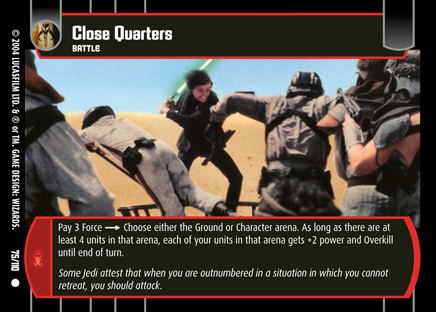 Close Quarters
BATTLE
© 2004 LUCASFILM LTD. & ® or TM. GAME DESIGN: WIZARDS.
75/110
Pay 3 Force → Choose either the Ground or Character arena. As long as there are
at least 4 units in that arena, each of your units in that arena gets +2 power and Overkill
until end of turn.
Some Jedi attest that when you are outnumbered in a situation in which you cannot
retreat, you should attack.